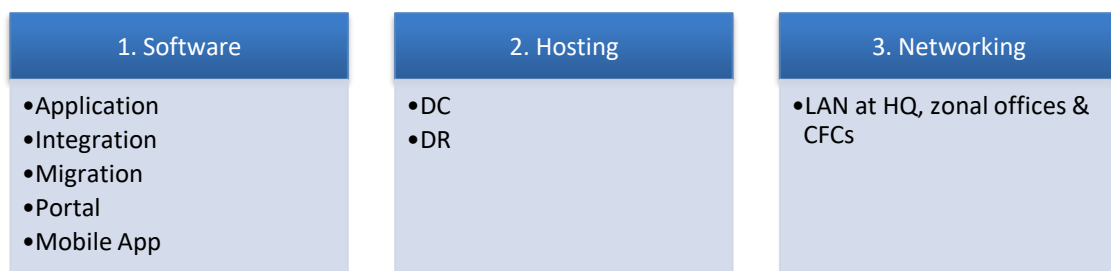 1. Software
•Application
•Integration
•Migration
•Portal
•Mobile App
2. Hosting
•DC
•DR
3. Networking
•LAN at HQ, zonal offices &
CFCs